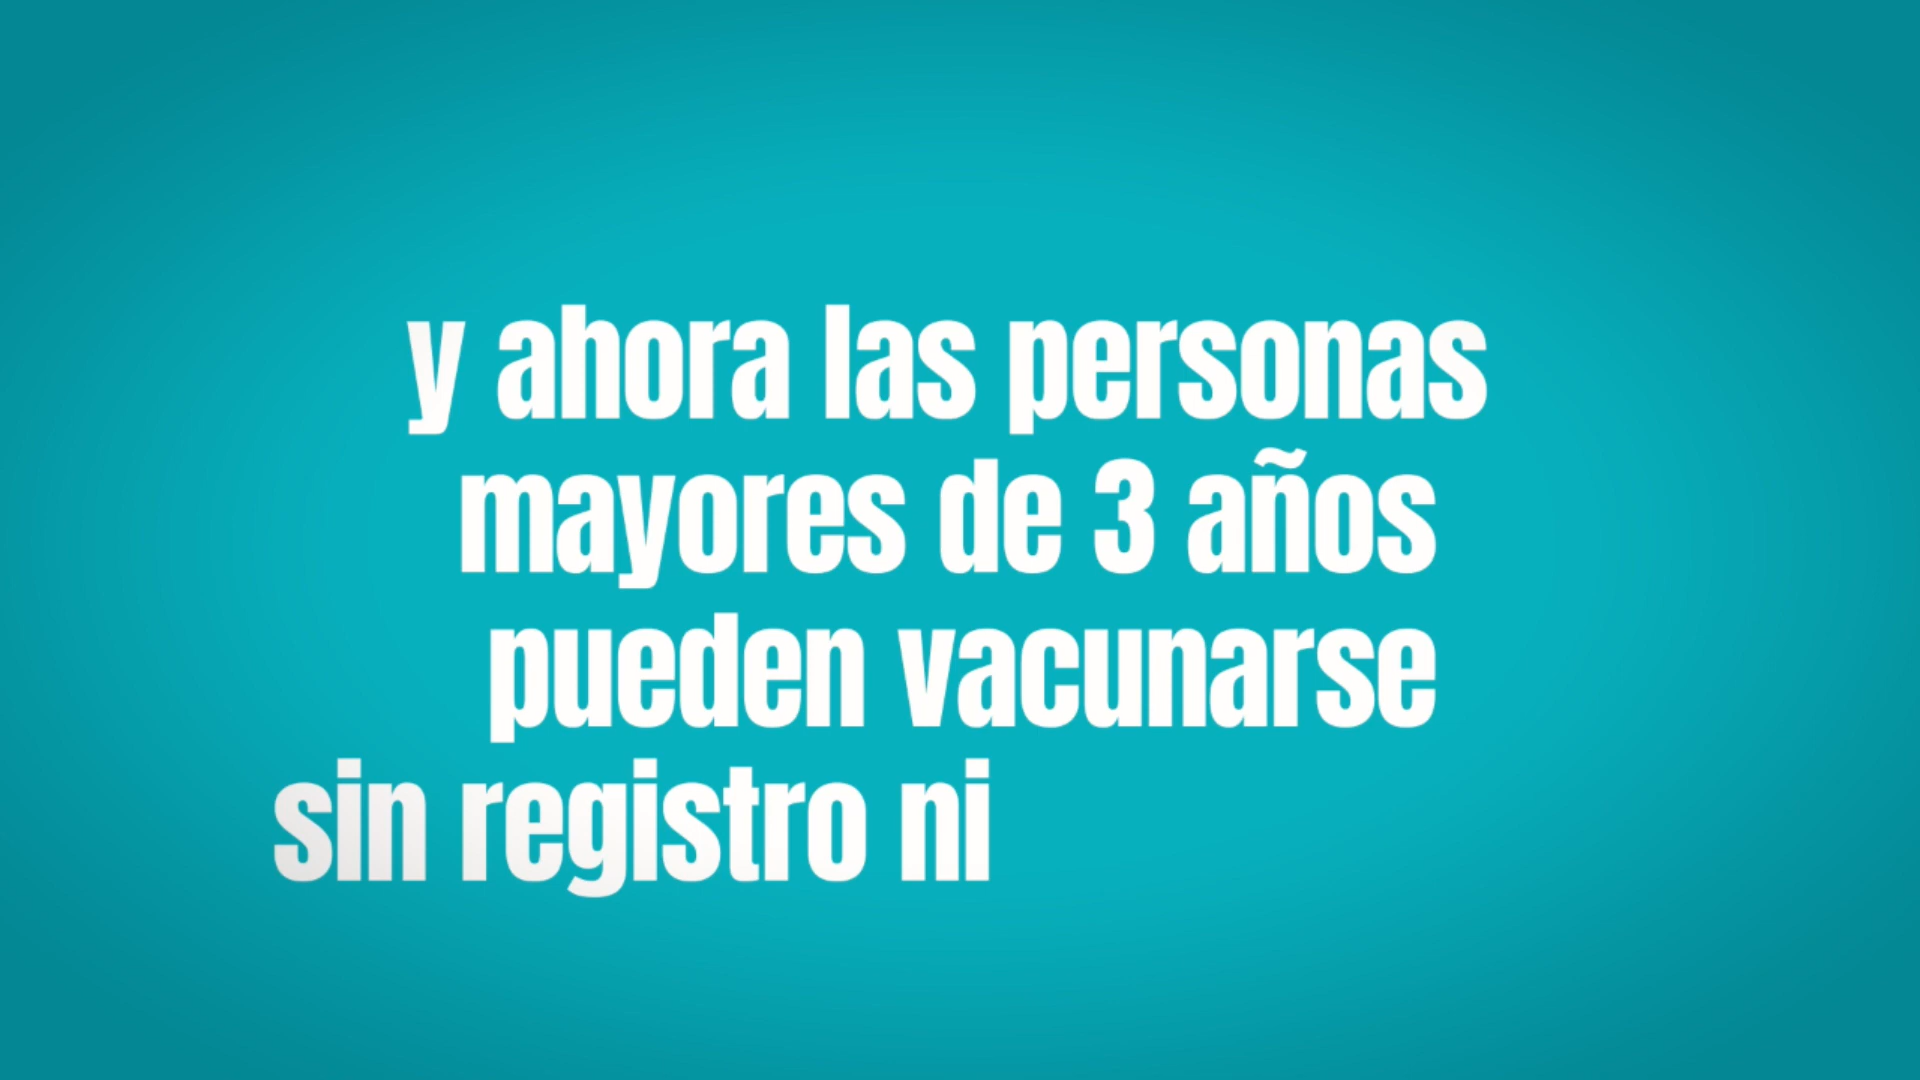 y ahora las personas
mayores de 3 años
pueden vacunarse
sin registro ni